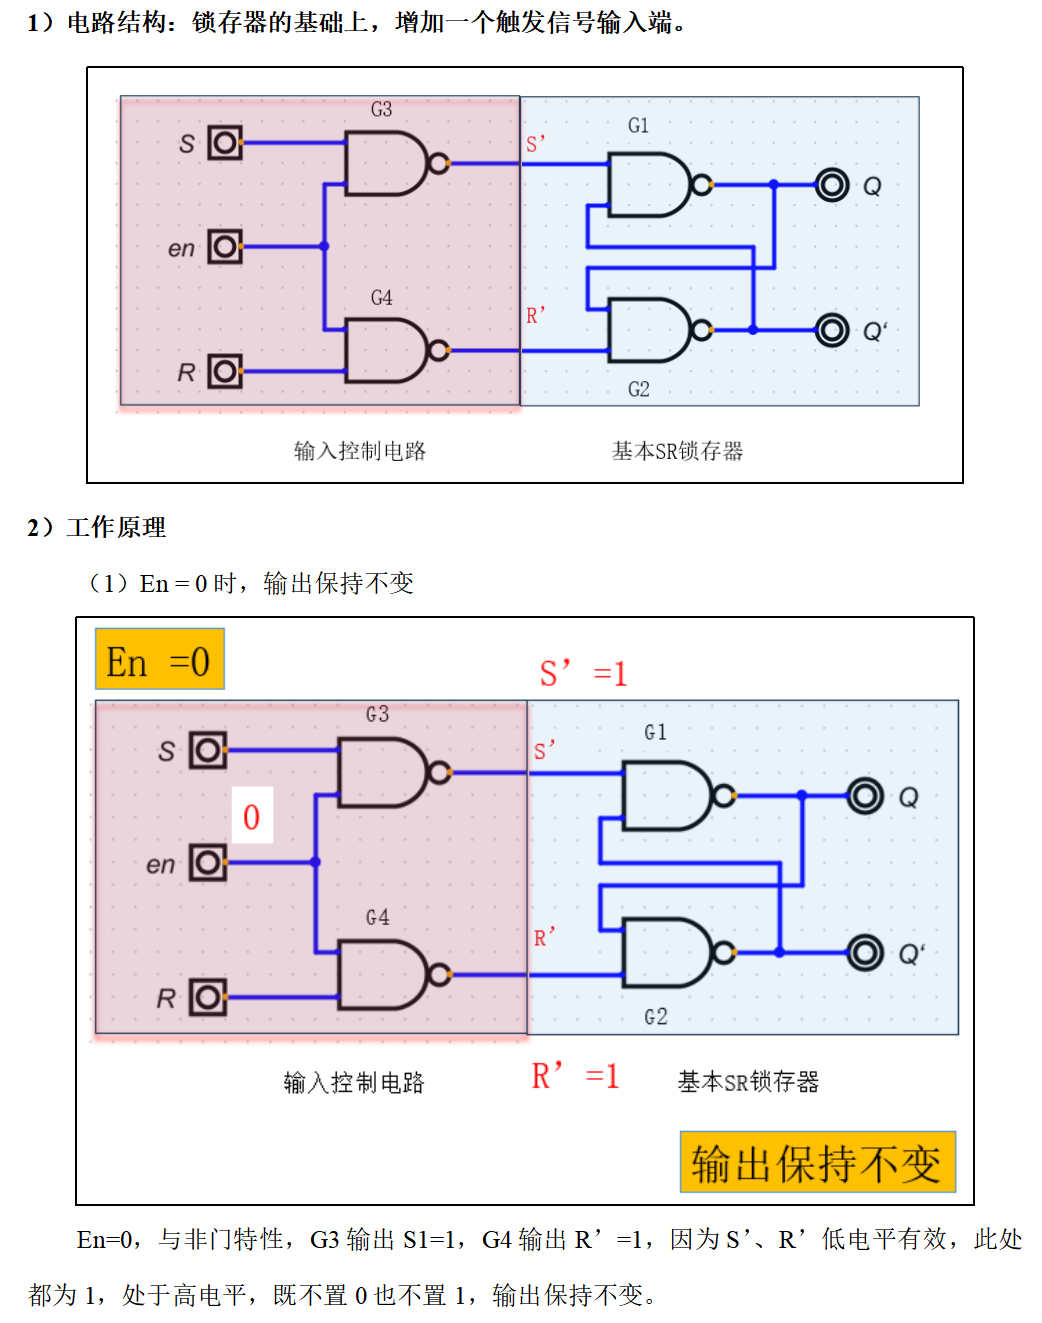 1）电路结构：锁存器的基础上，增加一个触发信号输入端。
G3
G1
S
S’
Q
en
G4
R’
R
Q‘
G2
输入控制电路
基本SR锁存器
2）工作原理
（1）En = 0 时，输出保持不变
En =0
S’ =1
G3
G1
S
S’
0
Q
en
G4
R’
R
Q‘
G2
输入控制电路
R’ =1
基本SR锁存器
输出保持不变
En=0，与非门特性，G3 输出 S1=1，G4 输出 R’=1，因为 S’、R’低电平有效，此处
都为 1，处于高电平，既不置 0 也不置 1，输出保持不变。